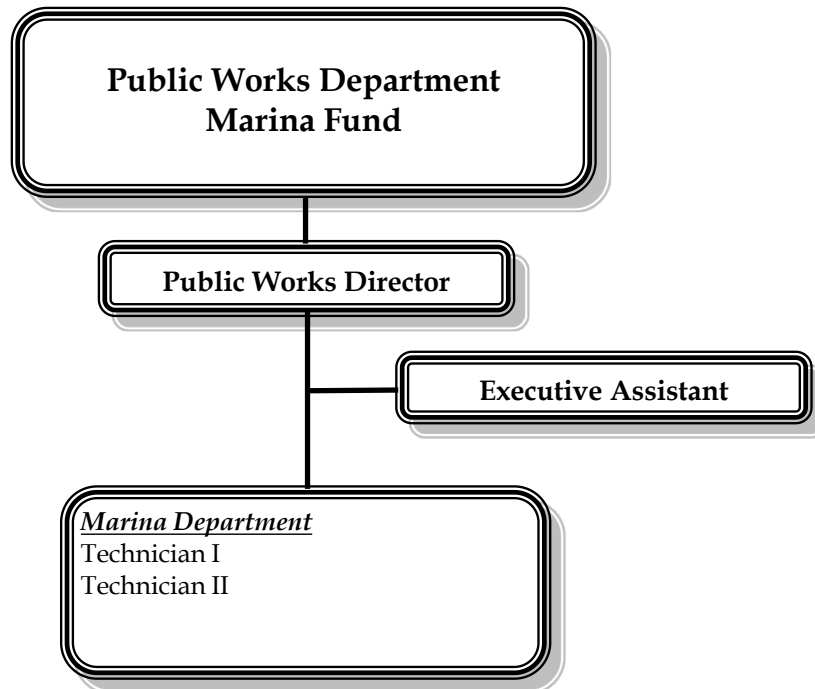 Public Works Department
Marina Fund
Public Works Director
Executive Assistant
Marina Department
Technician I
Technician II